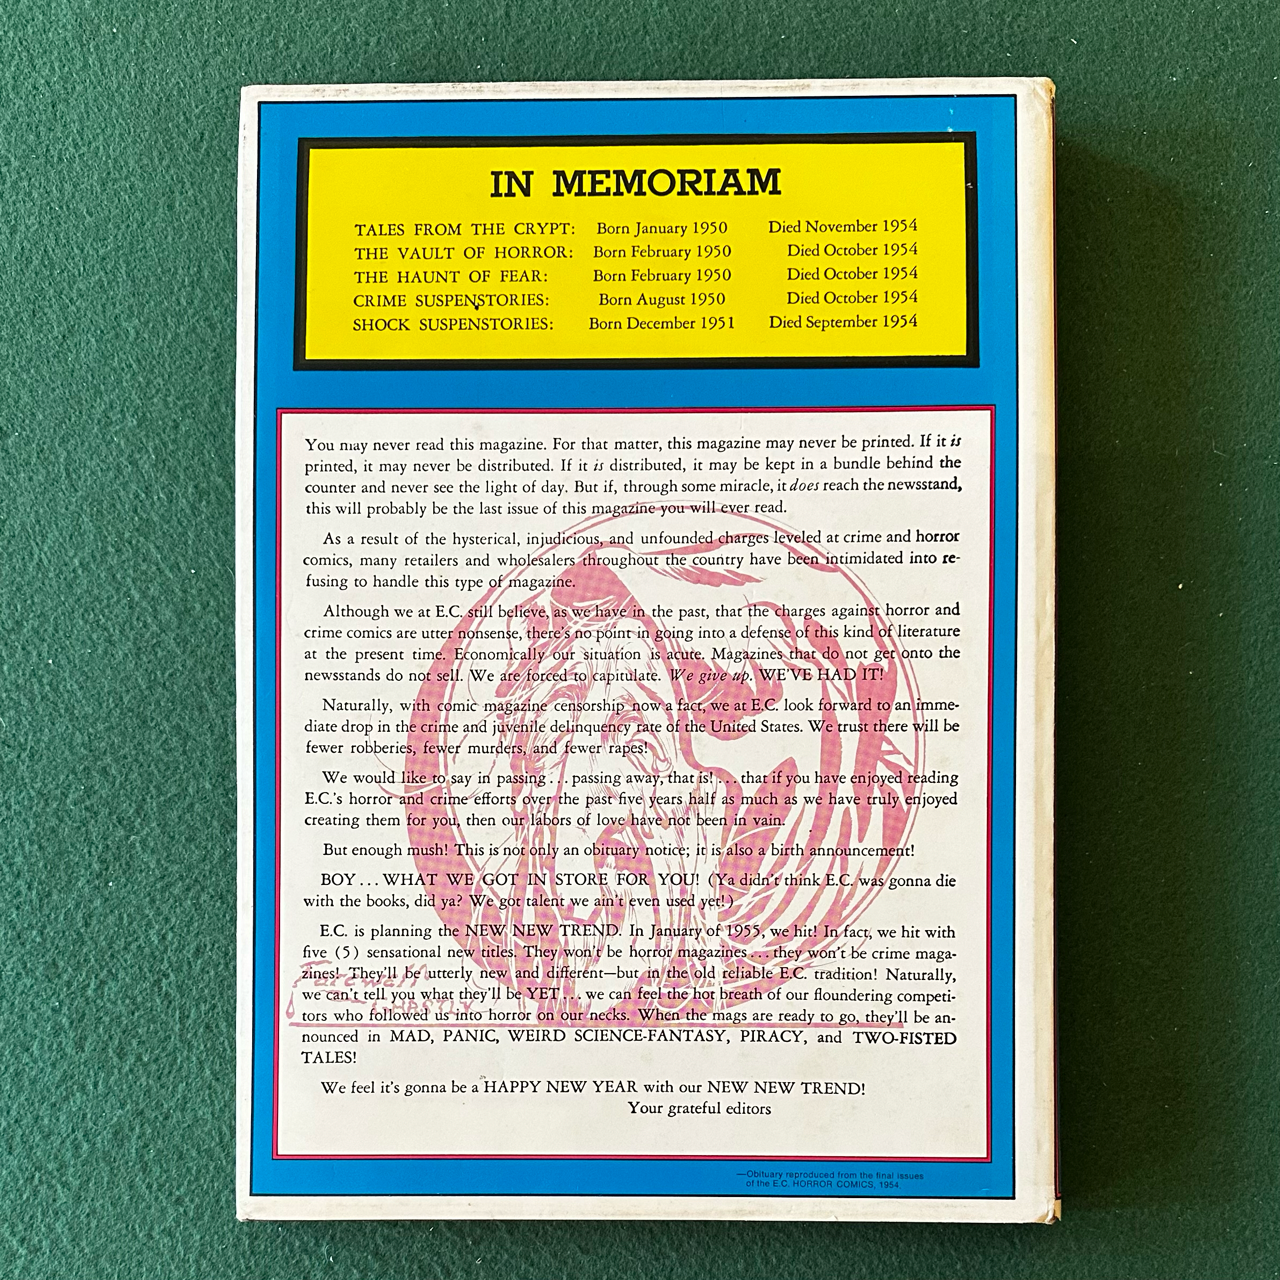 IN MEMORIAM
TALES FROM THE CRYPT: Born January 1950 Died November 1954
THE VAULT OF HORROR: Born February 1950 Died October 1954
THE HAUNT OF FEAR: Born February 1950 Died October 1954
CRIME SUSPENSTORIES: Born August 1950 Died October 1954
SHOCK SUSPENSTORIES: Born December 1951 Died September 1954
You may never read this magazine. For that matter, this magazine may never be printed. If it is
printed, it may never be distributed. If it is distributed, it may be kept in a bundle behind the
counter and never see the light of day. But if, through some miracle, it does reach the newsstand,
this will probably be the last issue of this magazine you will ever read.
As a result of the hysterical, injudicious, and unfounded charges leveled at crime and horror
comics, many retailers and wholesalers throughout the country have been intimidated into re-
fusing to handle this type of magazine.
Although we at E.C. still believe, as we have in the past, that the charges against horror and
crime comics are utter nonsense, there's no point in going into a defense of this kind of literature
at the present time. Economically our situation is acute. Magazines that do not get onto the
newsstands do not sell. We are forced to capitulate. We give up. WE'VE HAD IT!
Naturally, with comic magazine censorship now a fact, we at E.C. look forward to an imme-
diate drop in the crime and juvenile delinquency rate of the United States. We trust there will be
fewer robberies, fewer murders, and fewer rapes!
We would like to say in passing . . . passing away, that is! . . . that if you have enjoyed reading
E.C.'s horror and crime efforts over the past five years half as much as we have truly enjoyed
creating them for you, then our labors of love have not been in vain.
But enough mush! This is not only an obituary notice; it is also a birth announcement!
BOY . . . WHAT WE GOT IN STORE FOR YOU! (Ya didn't think E.C. was gonna die
with the books, did ya? We got talent we ain't even used yet!)
E.C. is planning the NEW NEW TREND. In January of 1955, we hit! In fact, we hit with
five (5) sensational new titles. They won't be horror magazines . . . they won't be crime maga-
zines! They'll be utterly new and different—but in the old reliable E.C. tradition! Naturally,
we can't tell you what they'll be YET . . . we can feel the hot breath of our floundering competi-
tors who followed us into horror on our necks. When the mags are ready to go, they'll be an-
nounced in MAD, PANIC, WEIRD SCIENCE-FANTASY, PIRACY, and TWO-FISTED
TALES!
We feel it's gonna be a HAPPY NEW YEAR with our NEW NEW TREND!
Your grateful editors
Farewell
—Obituary reproduced from the final issues
of the E.C. HORROR COMICS, 1954.